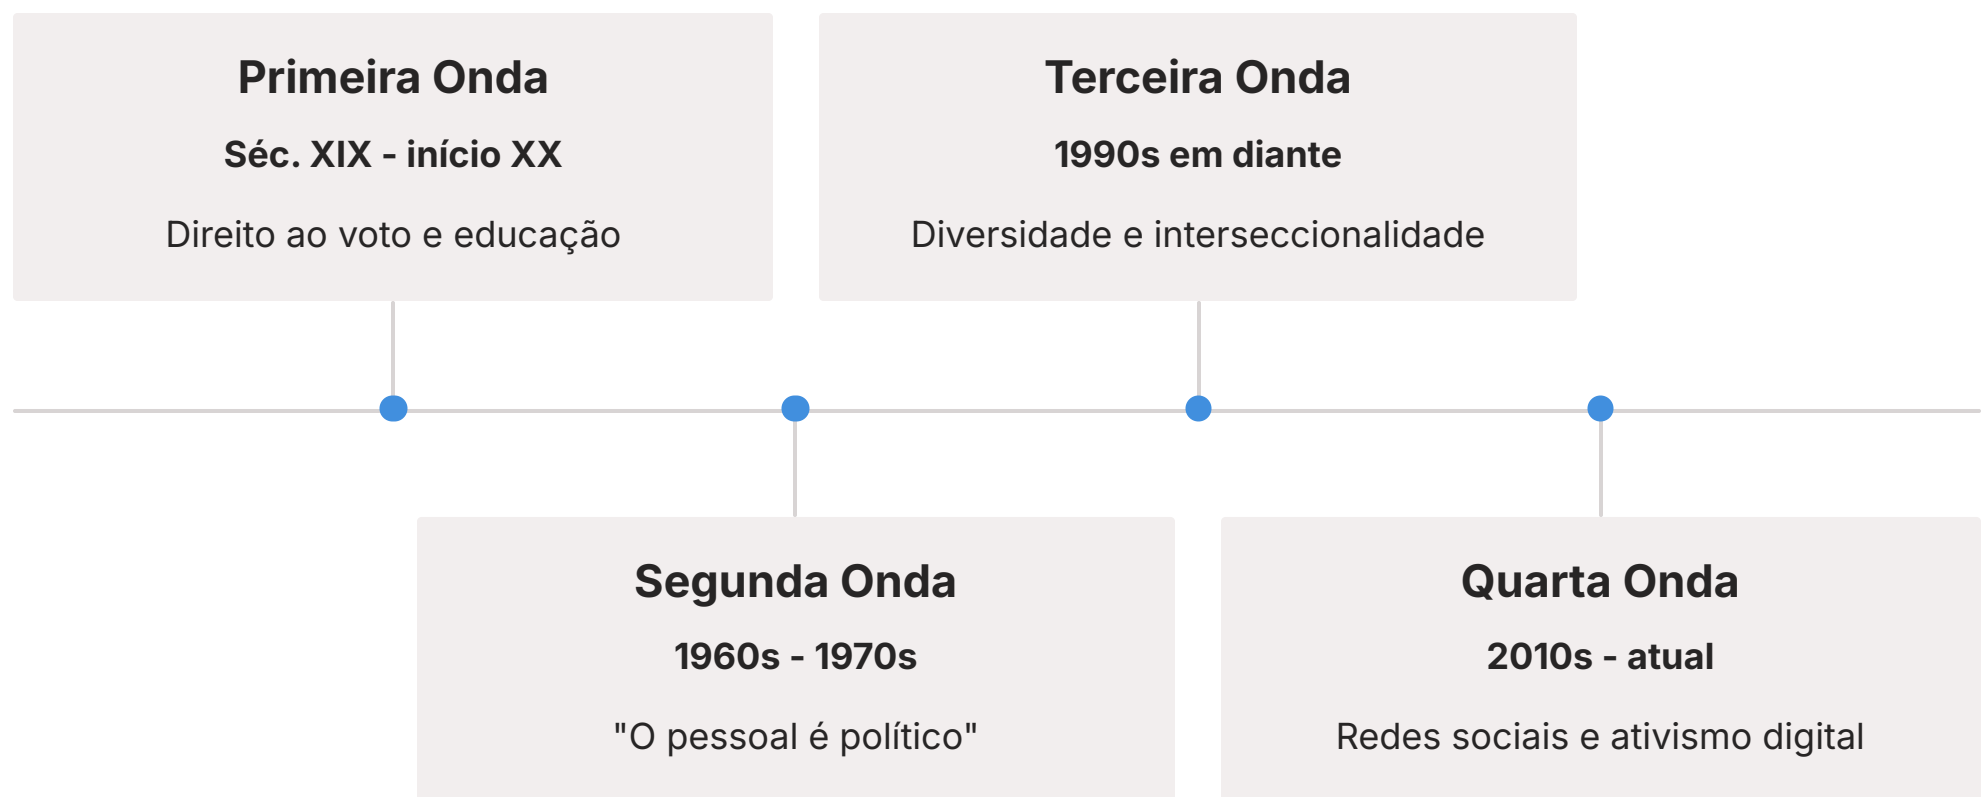 Primeira Onda
Séc. XIX - início XX
Direito ao voto e educação
Segunda Onda
1960s - 1970s
"O pessoal é político"
Terceira Onda
1990s em diante
Diversidade e interseccionalidade
Quarta Onda
2010s - atual
Redes sociais e ativismo digital